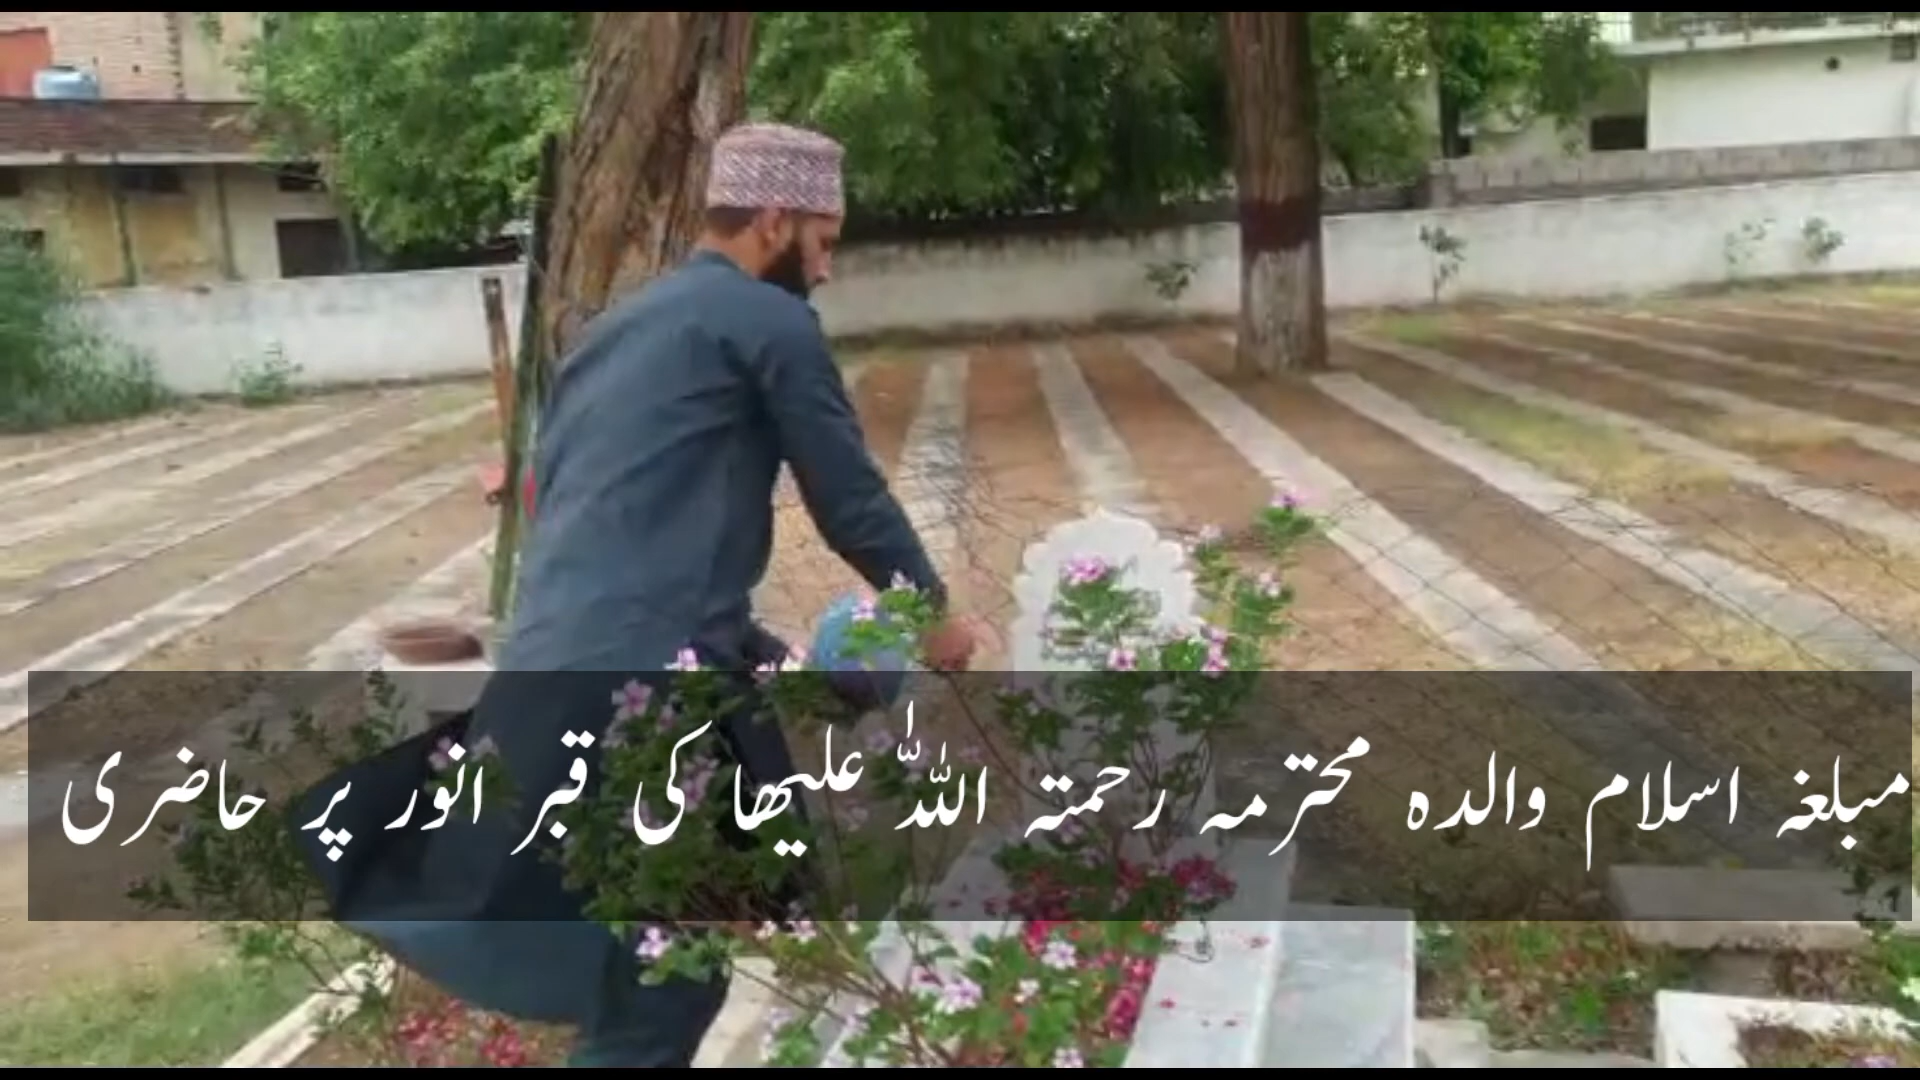 مبلغہ اسلام والدہ محترمہ رحمتہ اللہ علیھا کی قبر انور پر حاضری